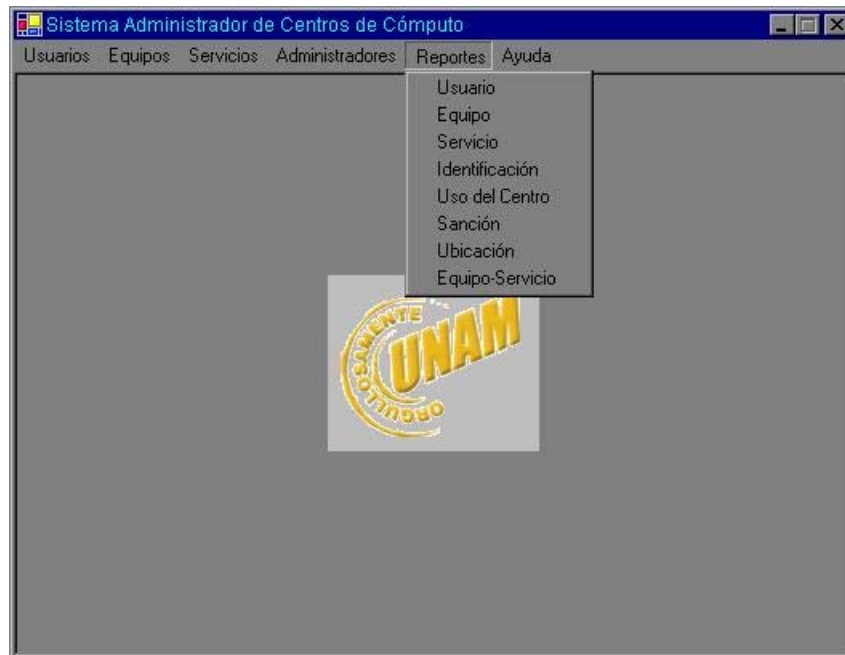 Sistema Administrador de Centros de Cómputo
Usuarios Equipos Servicios Administradores Reportes Ayuda
Usuario
Equipo
Servicio
Identificación
Uso del Centro
Sanción
Ubicación
Equipo-Servicio
ORGULLOSAMENTE
UNAM